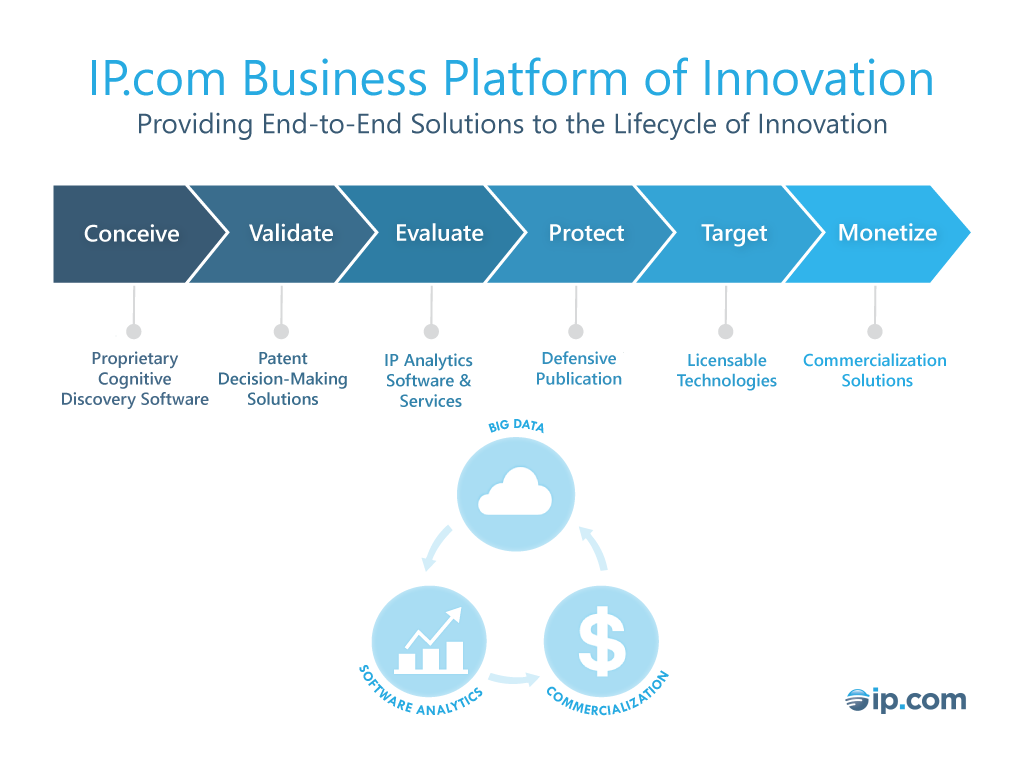 IP.com Business Platform of Innovation
Providing End-to-End Solutions to the Lifecycle of Innovation
Conceive
Validate
Evaluate
Protect
Target
Monetize
Proprietary
Cognitive
Discovery Software
Patent
Decision-Making
Solutions
IP Analytics
Software &
Services
Defensive
Publication
Licensable
Technologies
Commercialization
Solutions
BIG DATA
$
SOFTWARE ANALYTICS
COMMERCIALIZATION
ip.com